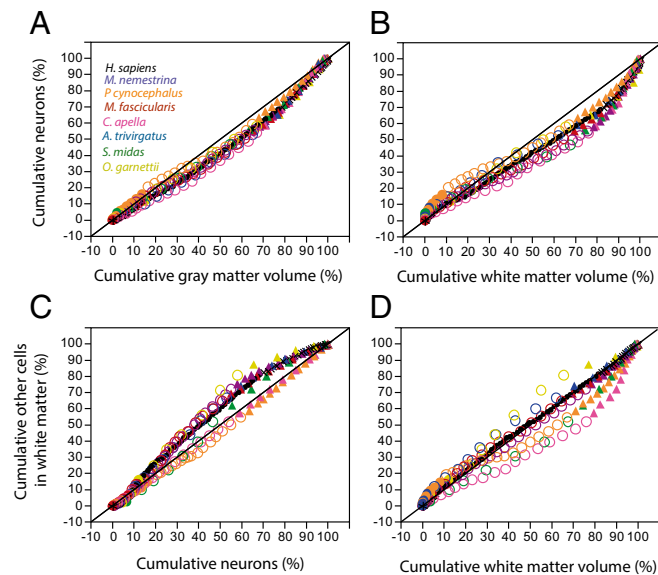 A
B
Cumulative neurons (%)
100
90
80
70
60
50
40
30
20
10
0
-10
H. sapiens
M. nemestrina
P cynocephalus
M. fascicularis
C. apella
A. trivirgatus
S. midas
O. garnettii
-10 0 10 20 30 40 50 60 70 80 90 100
Cumulative gray matter volume (%)
100
90
80
70
60
50
40
30
20
10
0
-10
-10 0 10 20 30 40 50 60 70 80 90 100
Cumulative white matter volume (%)
C
D
Cumulative other cells
in white matter (%)
100
90
80
70
60
50
40
30
20
10
0
-10
-10 0 10 20 30 40 50 60 70 80 90 100
Cumulative neurons (%)
100
90
80
70
60
50
40
30
20
10
0
-10
-10 0 10 20 30 40 50 60 70 80 90 100
Cumulative white matter volume (%)